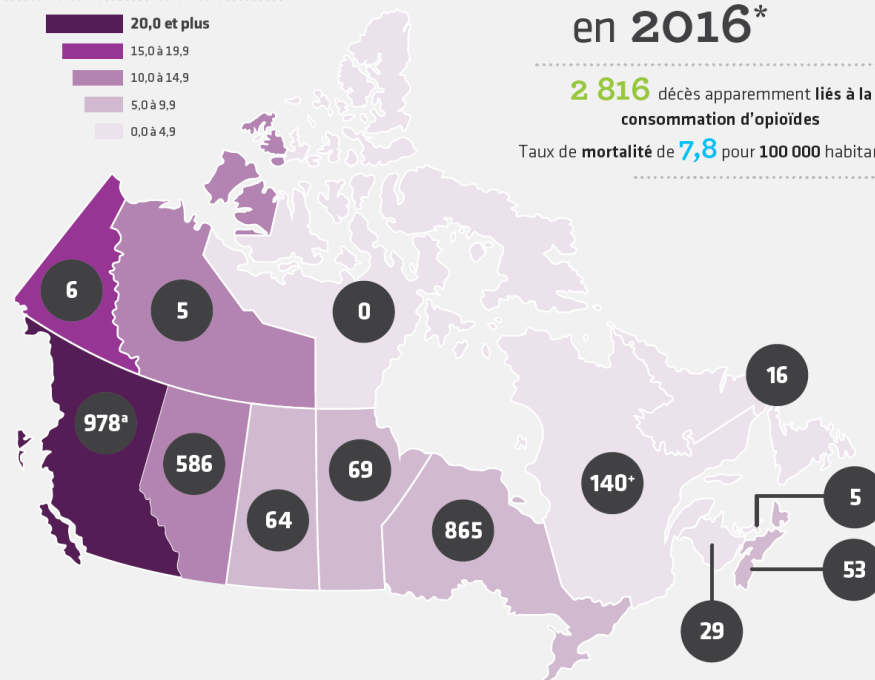 20,0 et plus
15,0 à 19,9
10,0 à 14,9
5,0 à 9,9
0,0 à 4,9
en 2016*
2 816 décès apparemment liés à la
consommation d'opioïdes
Taux de mortalité de 7,8 pour 100 000
6
5
0
16
978ª
586
69
140+
64
865
5
53
29